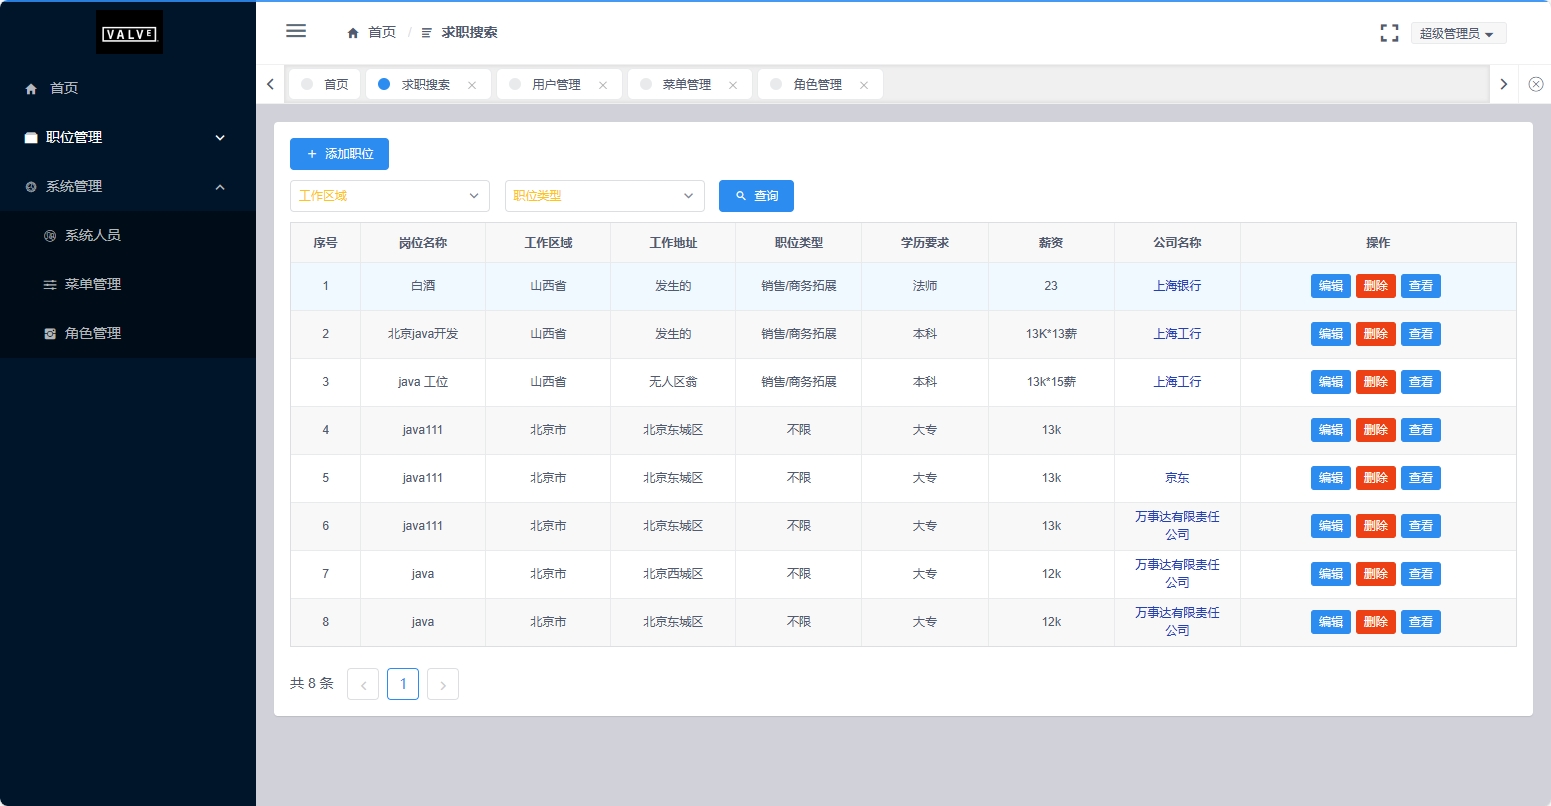 VALVE
首页
职位管理
系统管理
系统人员
菜单管理
角色管理
首页 / 求职搜索
超级管理员
首页 求职搜索 用户管理 菜单管理 角色管理
+ 添加职位
工作区域 职位类型 查询
序号 岗位名称 工作区域 工作地址 职位类型 学历要求 薪资 公司名称 操作
1 白酒 山西省 发生的 销售/商务拓展 法师 23 上海银行 编辑 删除 查看
2 北京java开发 山西省 发生的 销售/商务拓展 本科 13K*13薪 上海工行 编辑 删除 查看
3 java 工位 山西省 无人区翁 销售/商务拓展 本科 13k*15薪 上海工行 编辑 删除 查看
4 java111 北京市 北京东城区 不限 大专 13k 编辑 删除 查看
5 java111 北京市 北京东城区 不限 大专 13k 京东 编辑 删除 查看
6 java111 北京市 北京东城区 不限 大专 13k 万事达有限责任
公司 编辑 删除 查看
7 java 北京市 北京西城区 不限 大专 12k 万事达有限责任
公司 编辑 删除 查看
8 java 北京市 北京东城区 不限 大专 12k 万事达有限责任
公司 编辑 删除 查看
共 8 条 1